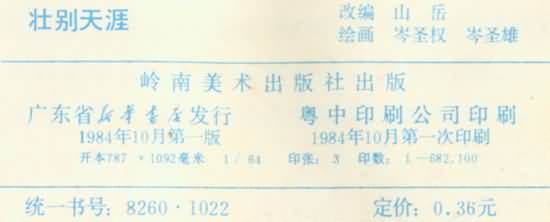 壮别天涯
改编 山岳
绘画 岑圣权 岑圣雄
岭南美术出版社出版
广东省新华书店发行 粤中印刷公司印刷
1984年10月第一版 1984年10月第一次印刷
开本787×1092毫米 1/64 印张:3 印数:1—682,100
统一书号:8260·1022 定价:0.36元